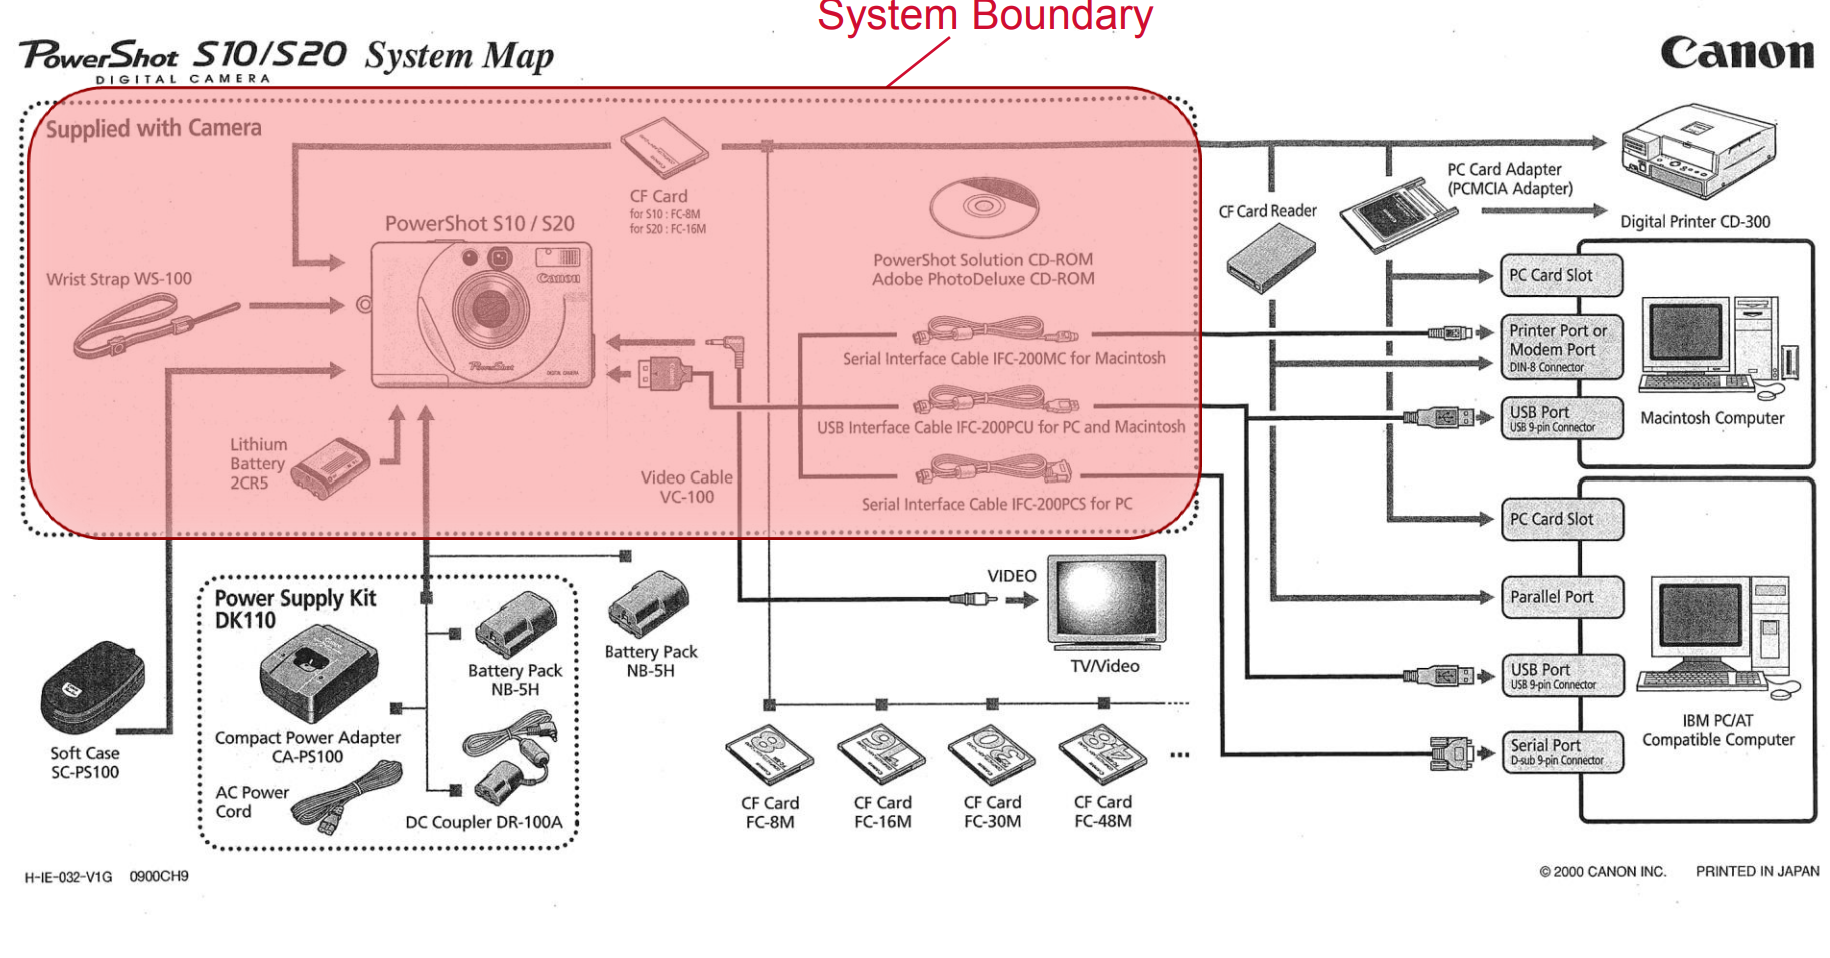 System Boundary
PowerShot S10/S20 System Map
DIGITAL CAMERA
Canon
Supplied with Camera
CF Card
for S10 : FC-8M
for S20 : FC-16M
PowerShot S10 / S20
Canon
PowerShot
DIGITAL CAMERA
Wrist Strap WS-100
PowerShot Solution CD-ROM
Adobe PhotoDeluxe CD-ROM
Serial Interface Cable IFC-200MC for Macintosh
USB Interface Cable IFC-200PCU for PC and Macintosh
Serial Interface Cable IFC-200PCS for PC
Lithium
Battery
2CR5
Video Cable
VC-100
PC Card Adapter
(PCMCIA Adapter)
CF Card Reader
Digital Printer CD-300
PC Card Slot
Printer Port or
Modem Port
DIN-8 Connector
USB Port
USB 9-pin Connector
Macintosh Computer
PC Card Slot
Parallel Port
USB Port
USB 9-pin Connector
Serial Port
D-sub 9-pin Connector
IBM PC/AT
Compatible Computer
VIDEO
TV/Video
Power Supply Kit
DK110
Battery Pack
NB-5H
Battery Pack
NB-5H
Compact Power Adapter
CA-PS100
AC Power
Cord
DC Coupler DR-100A
Soft Case
SC-PS100
8
16
30
48
...
CF Card
FC-8M
CF Card
FC-16M
CF Card
FC-30M
CF Card
FC-48M
H-IE-032-V1G 0900CH9
© 2000 CANON INC. PRINTED IN JAPAN